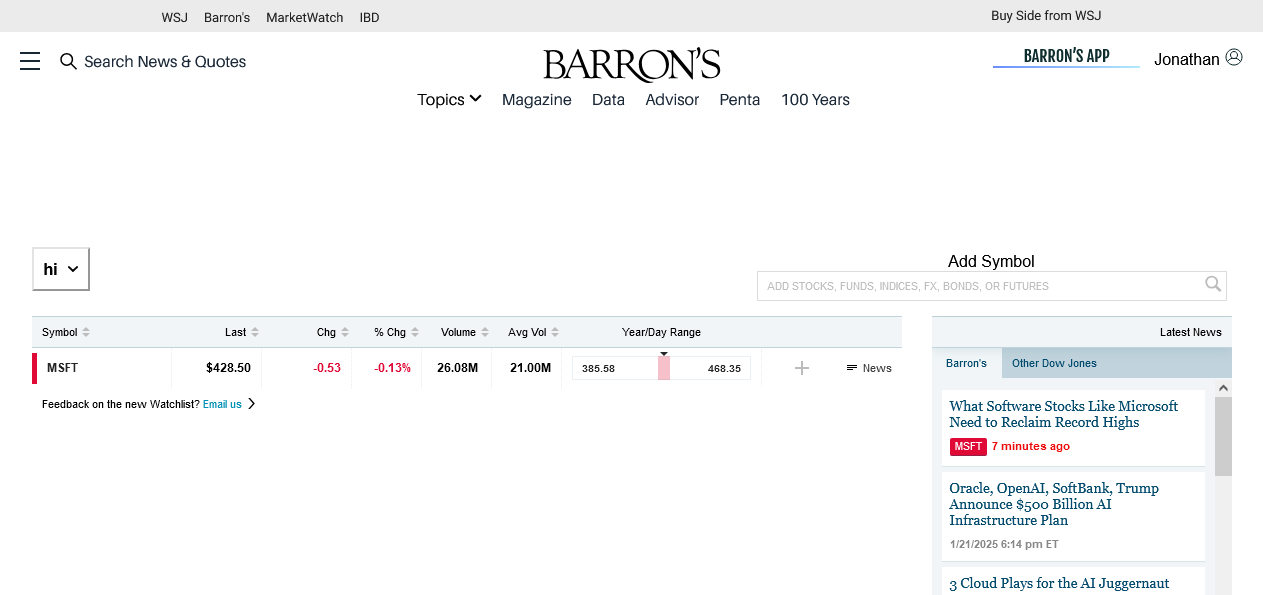 WSJ Barron's MarketWatch IBD Buy Side from WSJ
Search News & Quotes BARRON'S BARRON'S APP Jonathan
Topics Magazine Data Advisor Penta 100 Years
hi
Add Symbol
ADD STOCKS, FUNDS, INDICES, FX, BONDS, OR FUTURES
Symbol Last Chg % Chg Volume Avg Vol Year/Day Range
MSFT $428.50 -0.53 -0.13% 26.08M 21.00M 385.58 468.35 News
Feedback on the new Watchlist? Email us
Latest News
Barron's Other Dow Jones
What Software Stocks Like Microsoft
Need to Reclaim Record Highs
MSFT 7 minutes ago
Oracle, OpenAI, SoftBank, Trump
Announce $500 Billion AI
Infrastructure Plan
1/21/2025 6:14 pm ET
3 Cloud Plays for the AI Juggernaut